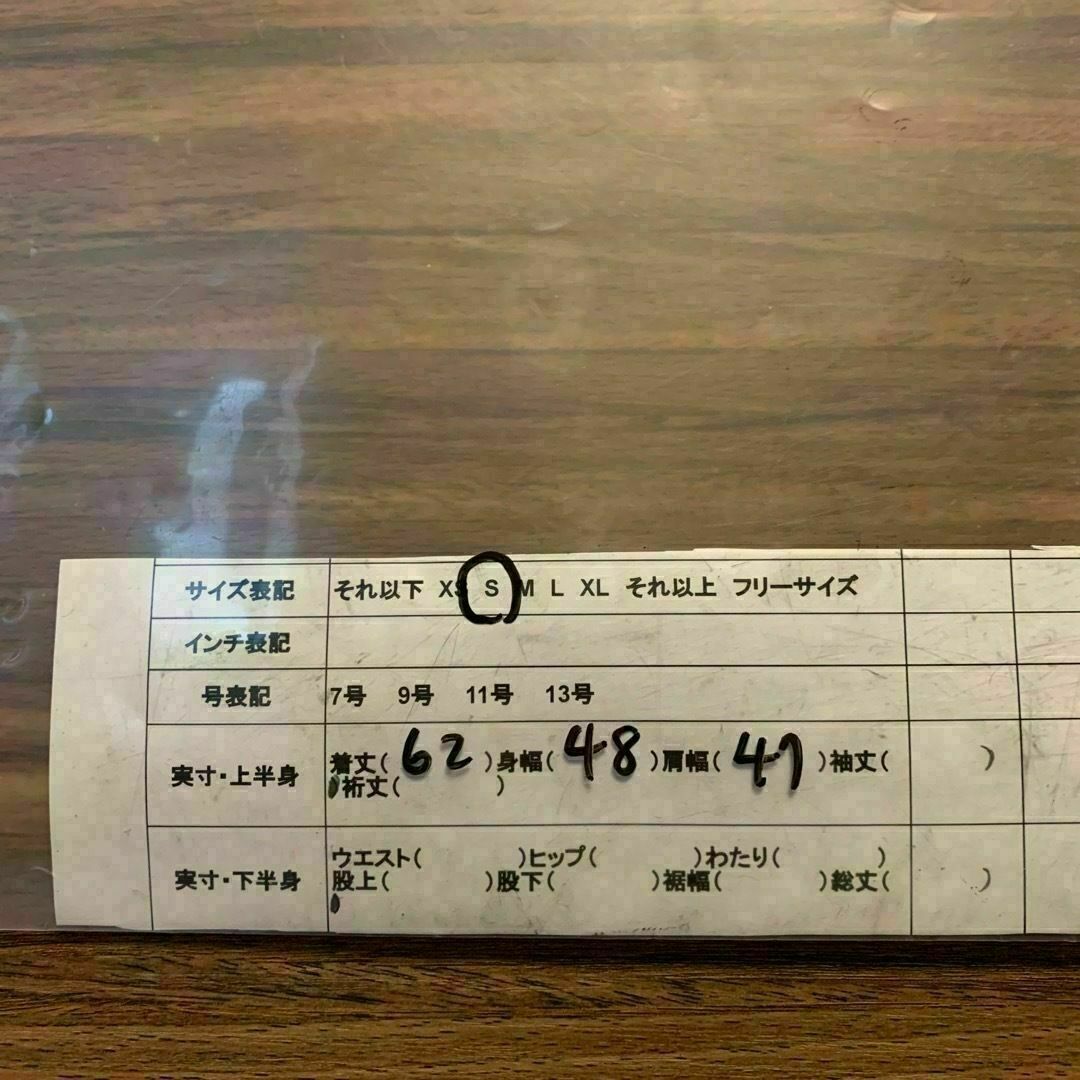 サイズ表記 それ以下 XS S M L XL それ以上 フリーサイズ
インチ表記
号表記 7号 9号 11号 13号
実寸・上半身 着丈( 62 )身幅( 48 )肩幅( 47 )袖丈( )
裄丈( )
実寸・下半身 ウエスト( )ヒップ( )わたり( )
股上( )股下( )裾幅( )総丈( )